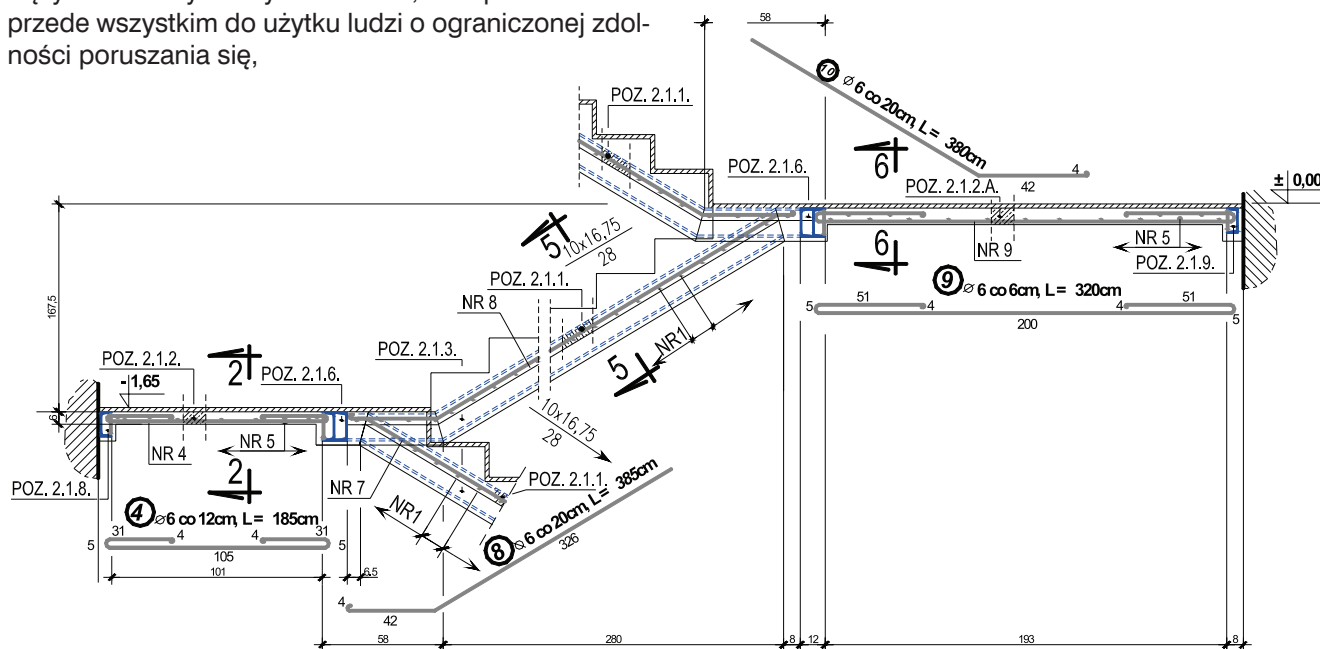 przede wszystkim do użytku ludzi o ograniczonej zdol-
ności poruszania się,
58
10 ∅ 6 co 20cm, L = 380cm
POZ. 2.1.1.
4
42
POZ. 2.1.6.
6
POZ. 2.1.2.A.
± 0,00
5
10x16,75
28
6
NR 9
NR 5
POZ. 2.1.9.
POZ. 2.1.1.
NR 8
9 ∅ 6 co 6cm, L = 320cm
51
4
4
51
5
200
5
167,5
NR1
POZ. 2.1.3.
POZ. 2.1.2.
2
POZ. 2.1.6.
5
- 1,65
6
10x16,75
28
NR 4
NR 5
2
NR 7
POZ. 2.1.8.
POZ. 2.1.1.
4 ∅6 co 12cm, L = 185cm
NR1
8 ∅ 6 co 20cm, L = 385cm
326
31
4
4
31
5
5
105
101
6,5
4
42
58
280
8
12
193
8